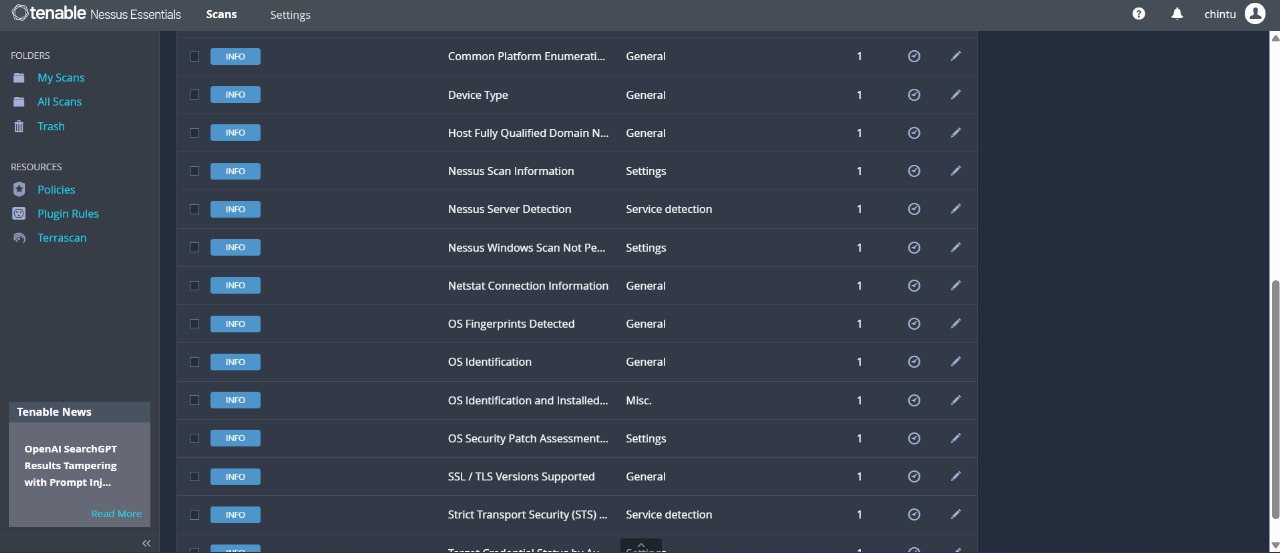 tenable Nessus Essentials Scans Settings ? chintu
FOLDERS
My Scans
All Scans
Trash
RESOURCES
Policies
Plugin Rules
Terrascan
Tenable News
OpenAI SearchGPT
Results Tampering
with Prompt Inj...
Read More
INFO Common Platform Enumerati... General 1
INFO Device Type General 1
INFO Host Fully Qualified Domain N... General 1
INFO Nessus Scan Information Settings 1
INFO Nessus Server Detection Service detection 1
INFO Nessus Windows Scan Not Pe... Settings 1
INFO Netstat Connection Information General 1
INFO OS Fingerprints Detected General 1
INFO OS Identification General 1
INFO OS Identification and Installed... Misc. 1
INFO OS Security Patch Assessment... Settings 1
INFO SSL / TLS Versions Supported General 1
INFO Strict Transport Security (STS) ... Service detection 1
INFO Target Credential Status by Au... Settings 1